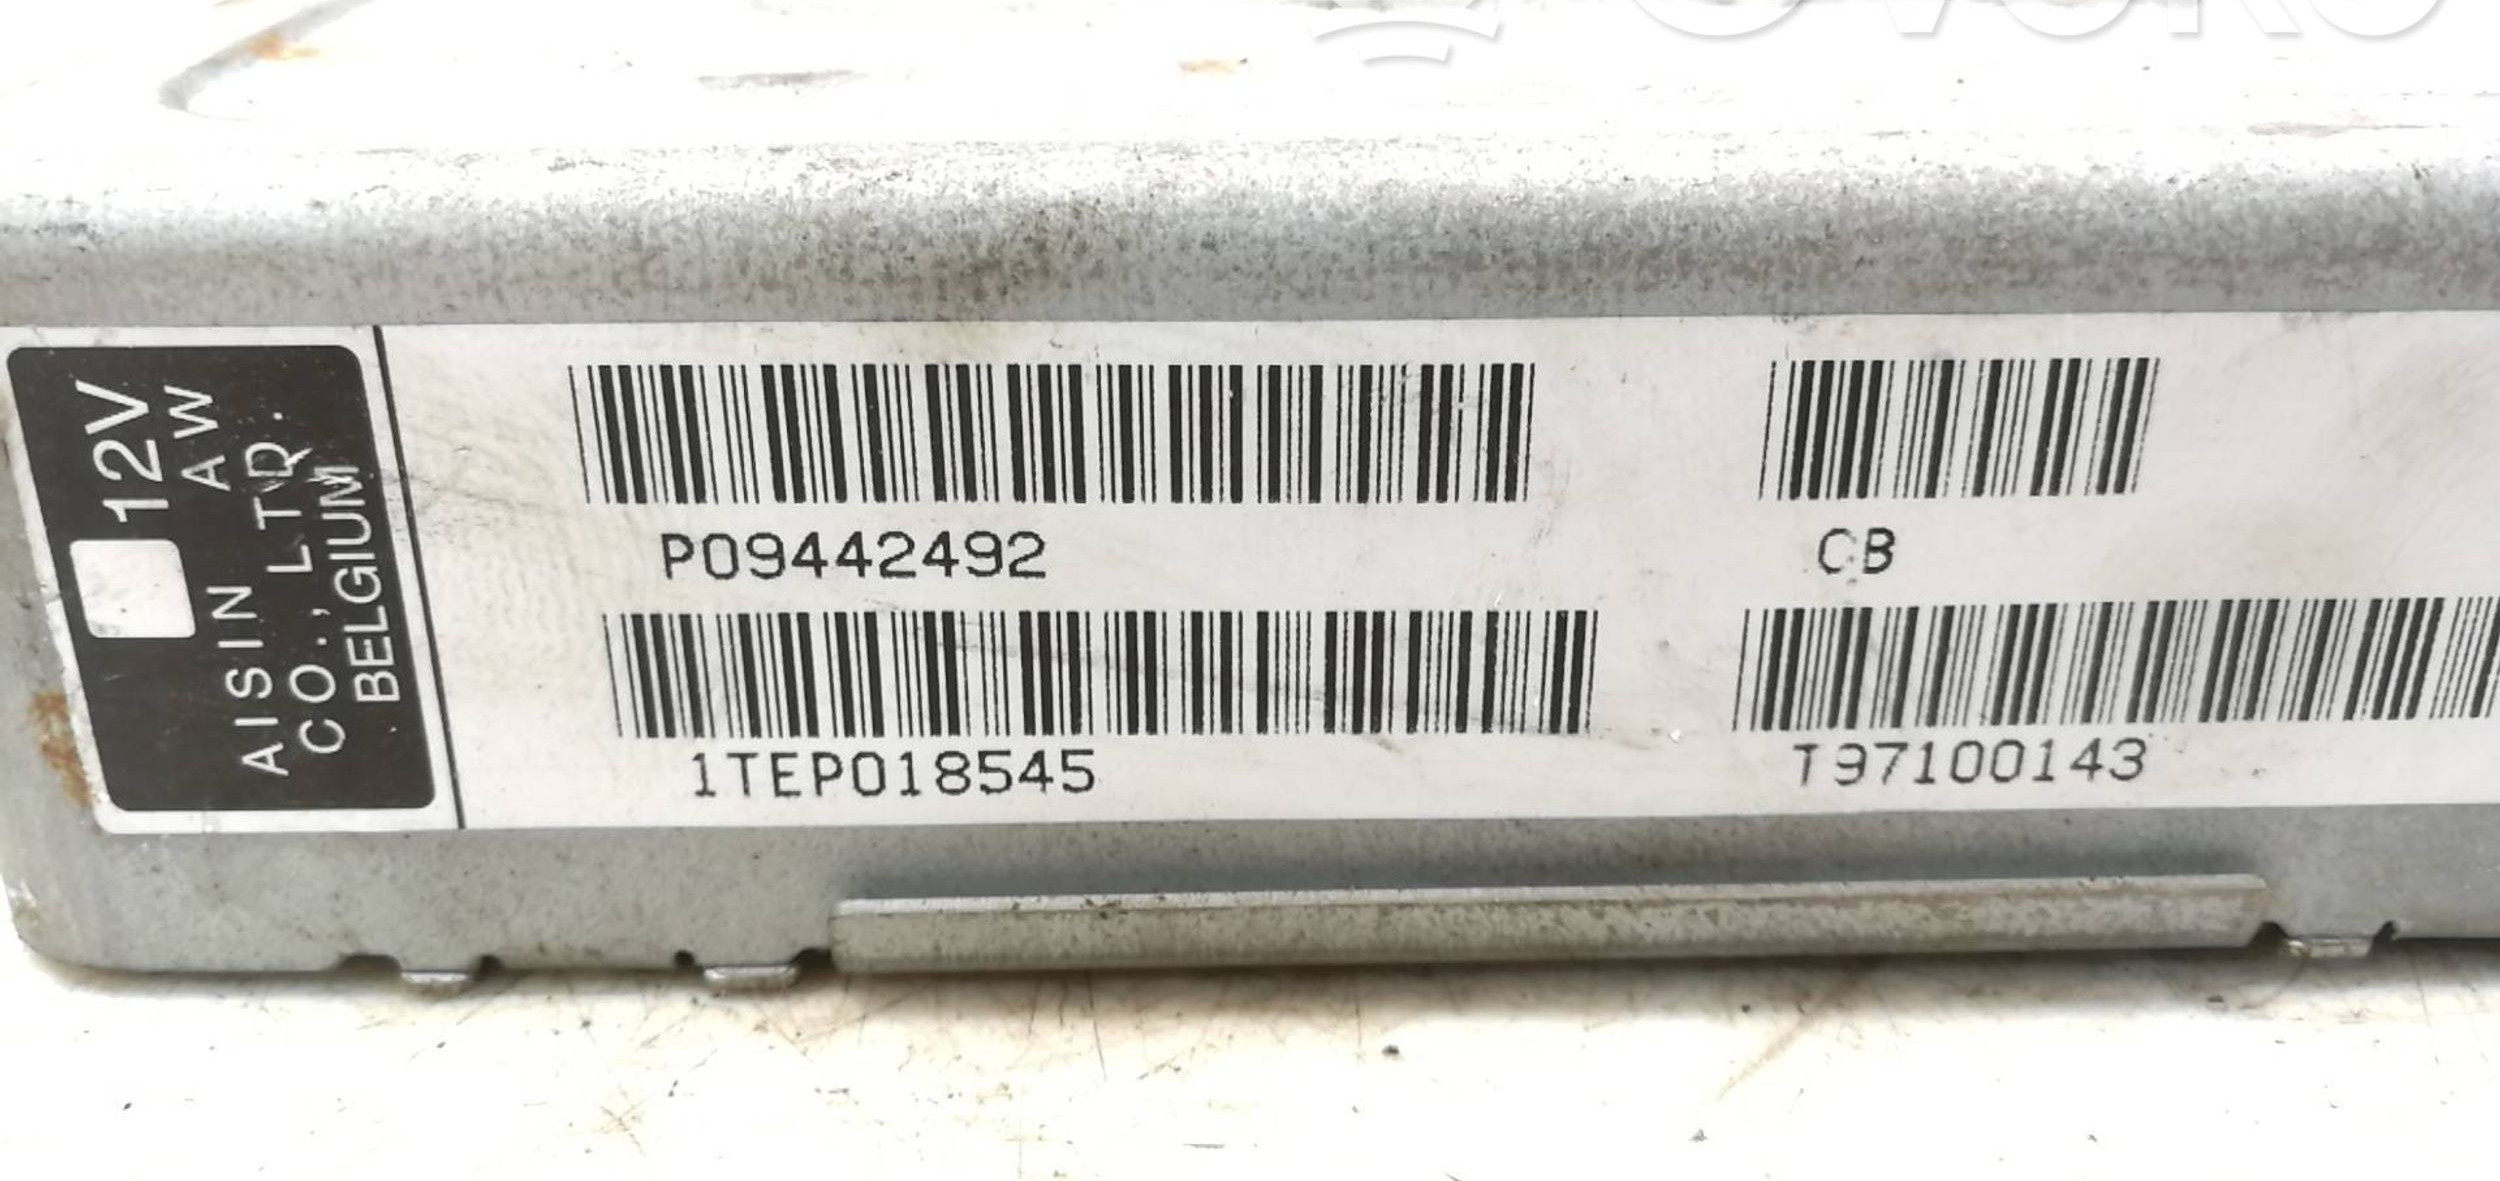 12V
AISIN AW
CO., LTD.
BELGIUM
P09442492
CB
1TEP018545
T97100143